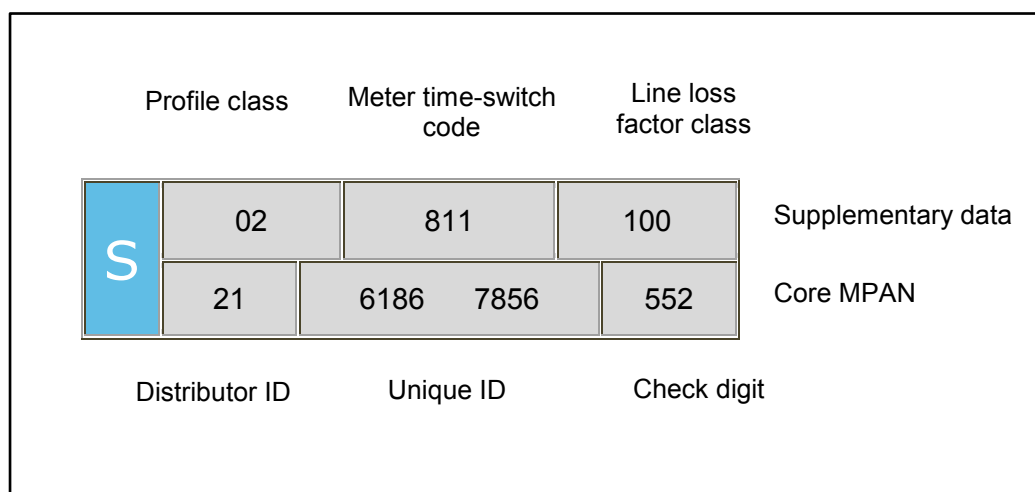 Profile class Meter time-switch code Line loss factor class
S 02 811 100 Supplementary data
21 6186 7856 552 Core MPAN
Distributor ID Unique ID Check digit